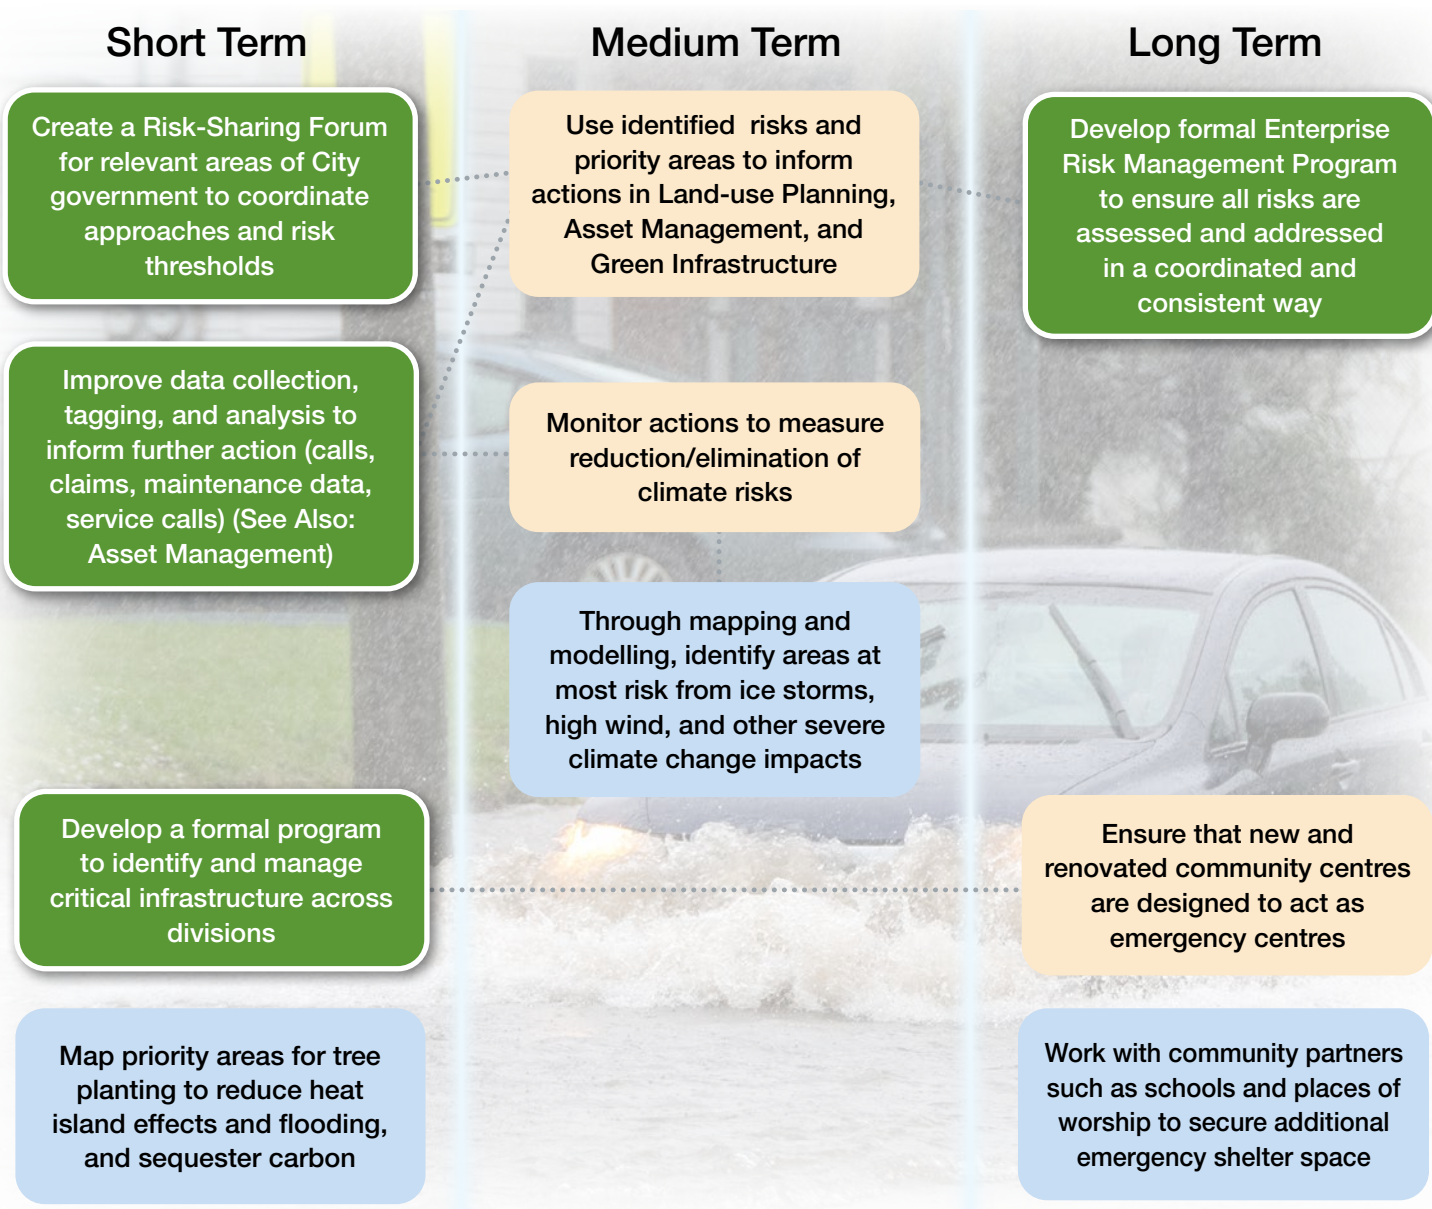 Short Term
Create a Risk-Sharing Forum
for relevant areas of City
government to coordinate
approaches and risk
thresholds
Improve data collection,
tagging, and analysis to
inform further action (calls,
claims, maintenance data,
service calls) (See Also:
Asset Management)
Develop a formal program
to identify and manage
critical infrastructure across
divisions
Map priority areas for tree
planting to reduce heat
island effects and flooding,
and sequester carbon
Medium Term
Use identified risks and
priority areas to inform
actions in Land-use Planning,
Asset Management, and
Green Infrastructure
Monitor actions to measure
reduction/elimination of
climate risks
Through mapping and
modelling, identify areas at
most risk from ice storms,
high wind, and other severe
climate change impacts
Long Term
Develop formal Enterprise
Risk Management Program
to ensure all risks are
assessed and addressed
in a coordinated and
consistent way
Ensure that new and
renovated community centres
are designed to act as
emergency centres
Work with community partners
such as schools and places of
worship to secure additional
emergency shelter space